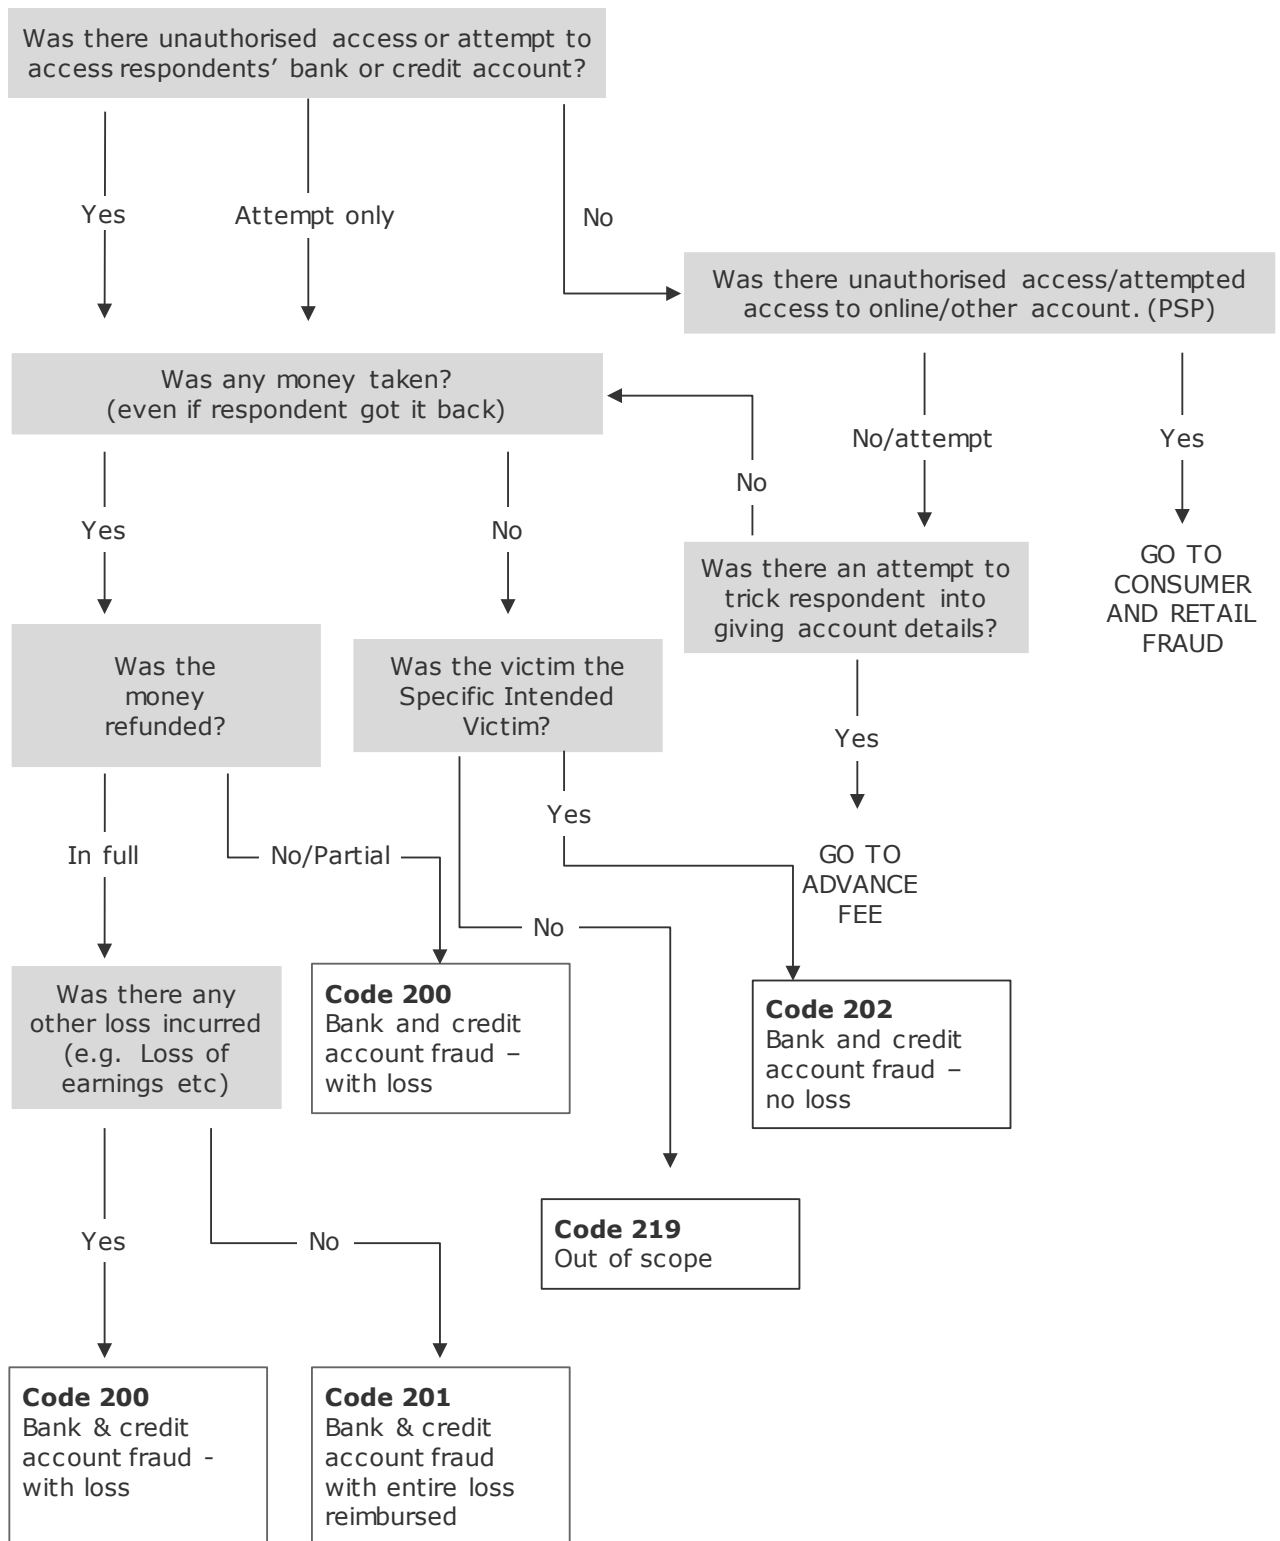 Was there unauthorised access or attempt to
access respondents’ bank or credit account?
Yes
Attempt only
No
Was there unauthorised access/attempted
access to online/other account. (PSP)
Was any money taken?
(even if respondent got it back)
No/attempt
Yes
No
Yes
No
GO TO
CONSUMER
AND RETAIL
FRAUD
Was there an attempt to
trick respondent into
giving account details?
Was the
money
refunded?
Was the victim the
Specific Intended
Victim?
Yes
Yes
In full
No/Partial
GO TO
ADVANCE
FEE
No
Was there any
other loss incurred
(e.g. Loss of
earnings etc)
Code 200
Bank and credit
account fraud –
with loss
Code 202
Bank and credit
account fraud –
no loss
Code 219
Out of scope
Yes
No
Code 200
Bank & credit
account fraud -
with loss
Code 201
Bank & credit
account fraud
with entire loss
reimbursed